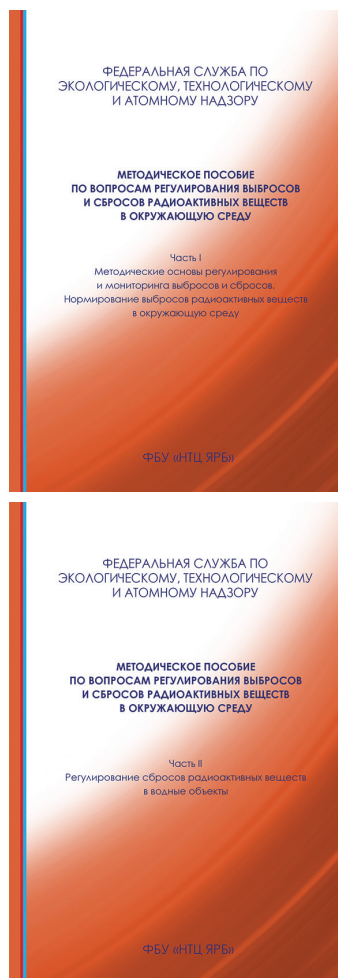 ФЕДЕРАЛЬНАЯ СЛУЖБА ПО
ЭКОЛОГИЧЕСКОМУ, ТЕХНОЛОГИЧЕСКОМУ
И АТОМНОМУ НАДЗОРУ
МЕТОДИЧЕСКОЕ ПОСОБИЕ
ПО ВОПРОСАМ РЕГУЛИРОВАНИЯ ВЫБРОСОВ
И СБРОСОВ РАДИОАКТИВНЫХ ВЕЩЕСТВ
В ОКРУЖАЮЩУЮ СРЕДУ
Часть I
Методические основы регулирования
и мониторинга выбросов и сбросов.
Нормирование выбросов радиоактивных веществ
в окружающую среду
ФБУ «НТЦ ЯРБ»
ФЕДЕРАЛЬНАЯ СЛУЖБА ПО
ЭКОЛОГИЧЕСКОМУ, ТЕХНОЛОГИЧЕСКОМУ
И АТОМНОМУ НАДЗОРУ
МЕТОДИЧЕСКОЕ ПОСОБИЕ
ПО ВОПРОСАМ РЕГУЛИРОВАНИЯ ВЫБРОСОВ
И СБРОСОВ РАДИОАКТИВНЫХ ВЕЩЕСТВ
В ОКРУЖАЮЩУЮ СРЕДУ
Часть II
Регулирование сбросов радиоактивных веществ
в водные объекты
ФБУ «НТЦ ЯРБ»